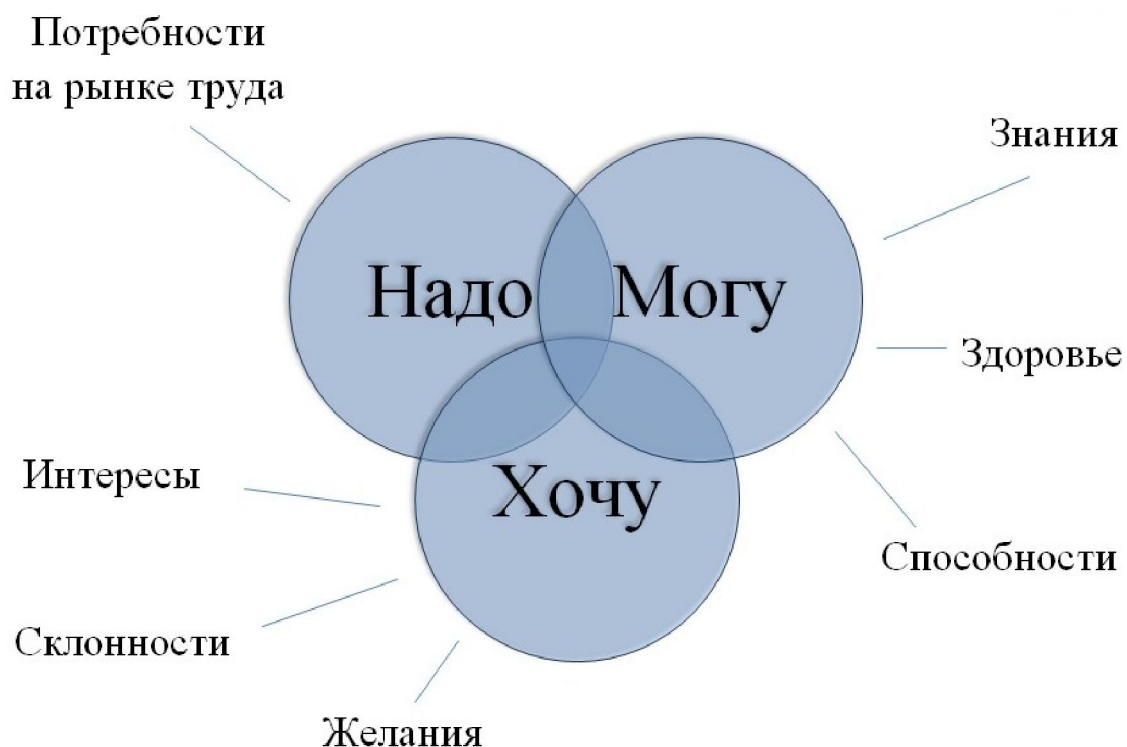 Потребности
на рынке труда
Знания
Надо
Могу
Здоровье
Интересы
Хочу
Способности
Склонности
Желания